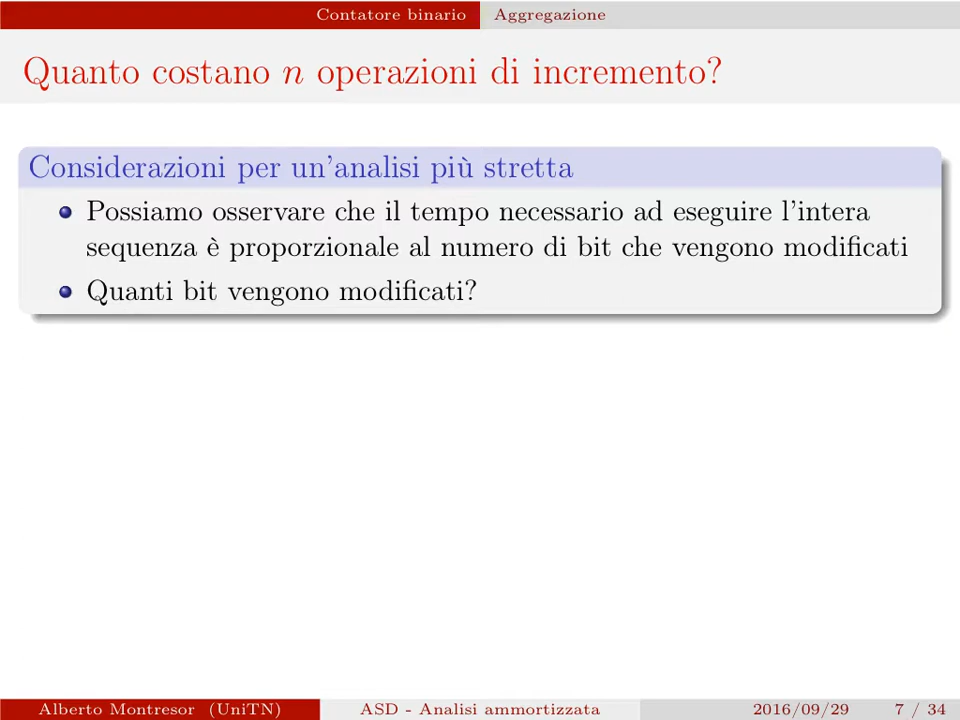 Contatore binario Aggregazione
Quanto costano n operazioni di incremento?
Considerazioni per un'analisi più stretta
Possiamo osservare che il tempo necessario ad eseguire l'intera
sequenza è proporzionale al numero di bit che vengono modificati
Quanti bit vengono modificati?
Alberto Montresor (UniTN) ASD - Analisi ammortizzata 2016/09/29 7 / 34